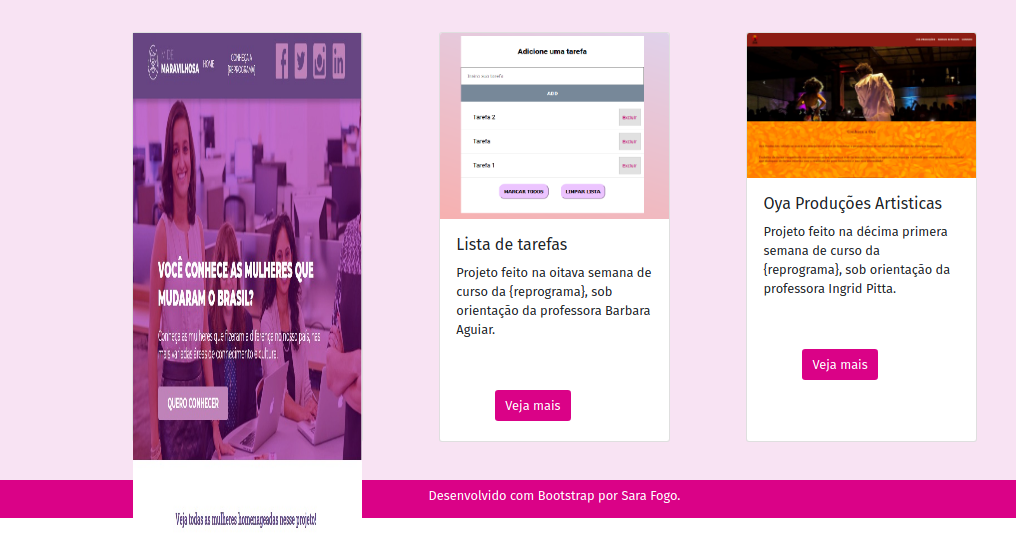 MARAVILHOSA
HOME
CONHEÇA A
{REPROGRAMA}
VOCÊ CONHECE AS MULHERES QUE
MUDARAM O BRASIL?
Conheça as mulheres que fizeram a diferença no nosso país, nas
mais variadas áreas de conhecimento e cultura.
QUERO CONHECER
Veja todas as mulheres homenageadas nesse projeto!
Adicione uma tarefa
Insira sua tarefa
ADD
Tarefa 2
Excluir
Tarefa
Excluir
Tarefa 1
Excluir
MARCAR TODOS
LIMPAR LISTA
Lista de tarefas
Projeto feito na oitava semana de
curso da {reprograma}, sob
orientação da professora Barbara
Aguiar.
Veja mais
Oya Produções Artisticas
Projeto feito na décima primera
semana de curso da
{reprograma}, sob orientação da
professora Ingrid Pitta.
Veja mais
Desenvolvido com Bootstrap por Sara Fogo.